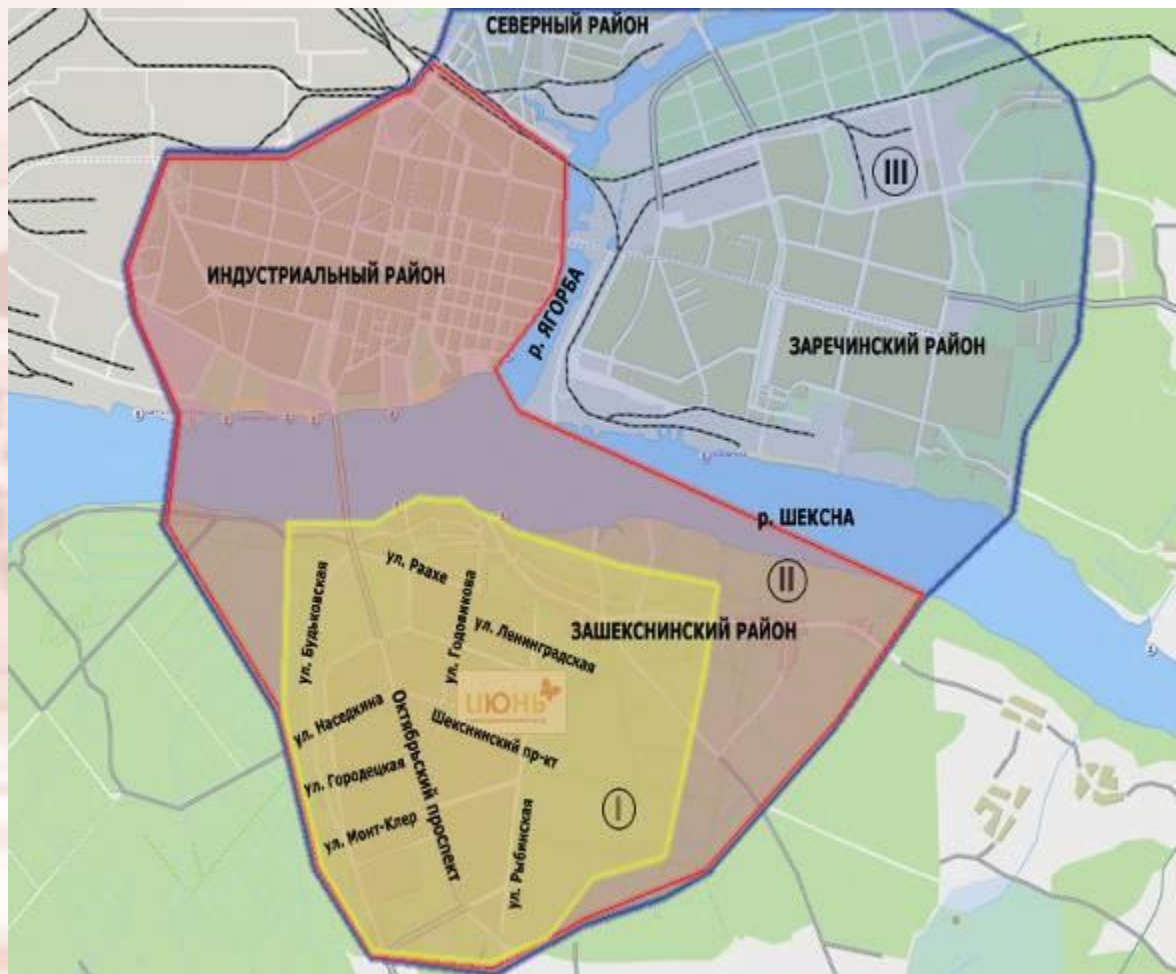 СЕВЕРНЫЙ РАЙОН
III
ИНДУСТРИАЛЬНЫЙ РАЙОН
р. ЯГОРБА
ЗАРЕЧИНСКИЙ РАЙОН
р. ШЕКСНА
II
ул. Раахе
ул. Будьковская
ул. Годовикова
ул. Ленинградская
ЗАШЕКСНИНСКИЙ РАЙОН
ИЮНЬ
ул. Наседкина
Октябрьский проспект
Шекснинский пр-кт
ул. Городецкая
I
ул. Монт-Клер
ул. Рыбинская